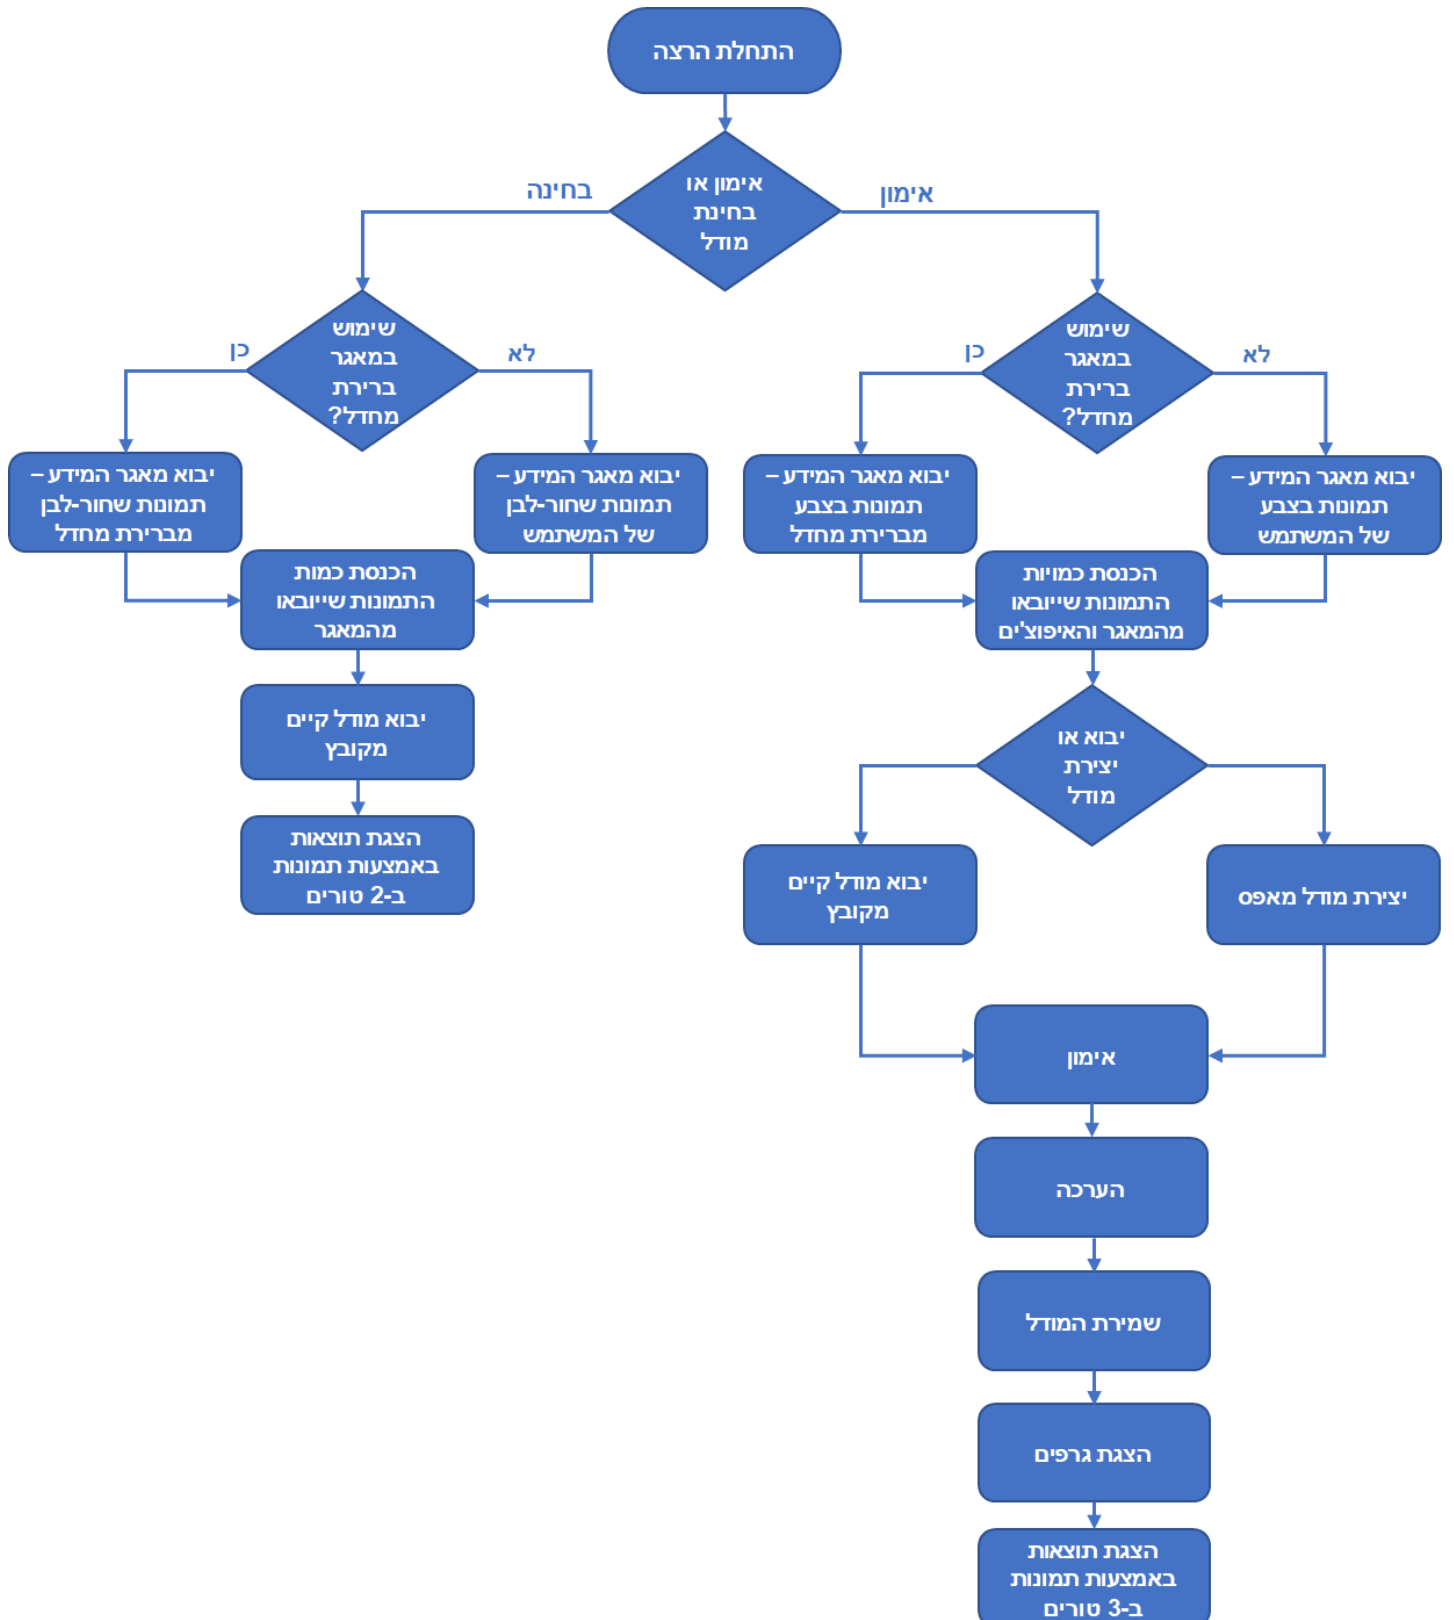 התחלת הרצה
אימון או
בחינת
מודל
אימון
בחינה
שימוש
במאגר
ברירת
מחדל?
לא
כן
יבוא מאגר המידע –
תמונות בצבע
של המשתמש
יבוא מאגר המידע –
תמונות בצבע
מברירת מחדל
הכנסת כמויות
התמונות שייובאו
מהמאגר והאיפוצ'ים
יבוא או
יצירת
מודל
יצירת מודל מאפס
יבוא מודל קיים
מקובץ
אימון
הערכה
שמירת המודל
הצגת גרפים
הצגת תוצאות
באמצעות תמונות
ב-3 טורים
שימוש
במאגר
ברירת
מחדל?
לא
כן
יבוא מאגר המידע –
תמונות שחור-לבן
של המשתמש
יבוא מאגר המידע –
תמונות שחור-לבן
מברירת מחדל
הכנסת כמות
התמונות שייובאו
מהמאגר
יבוא מודל קיים
מקובץ
הצגת תוצאות
באמצעות תמונות
ב-2 טורים